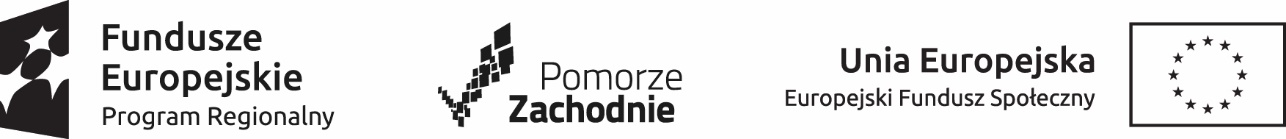 Fundusze
Europejskie
Program Regionalny
Pomorze
Zachodnie
Unia Europejska
Europejski Fundusz Społeczny